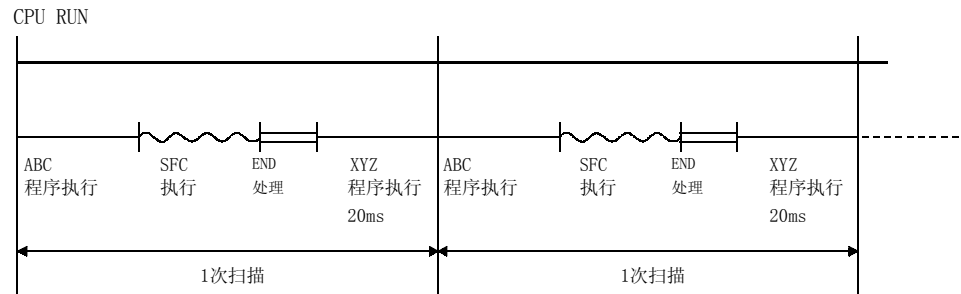 CPU RUN
ABC SFC END XYZ ABC SFC END XYZ
程序执行 执行 处理 程序执行 程序执行 执行 处理 程序执行
20ms 20ms
1次扫描 1次扫描